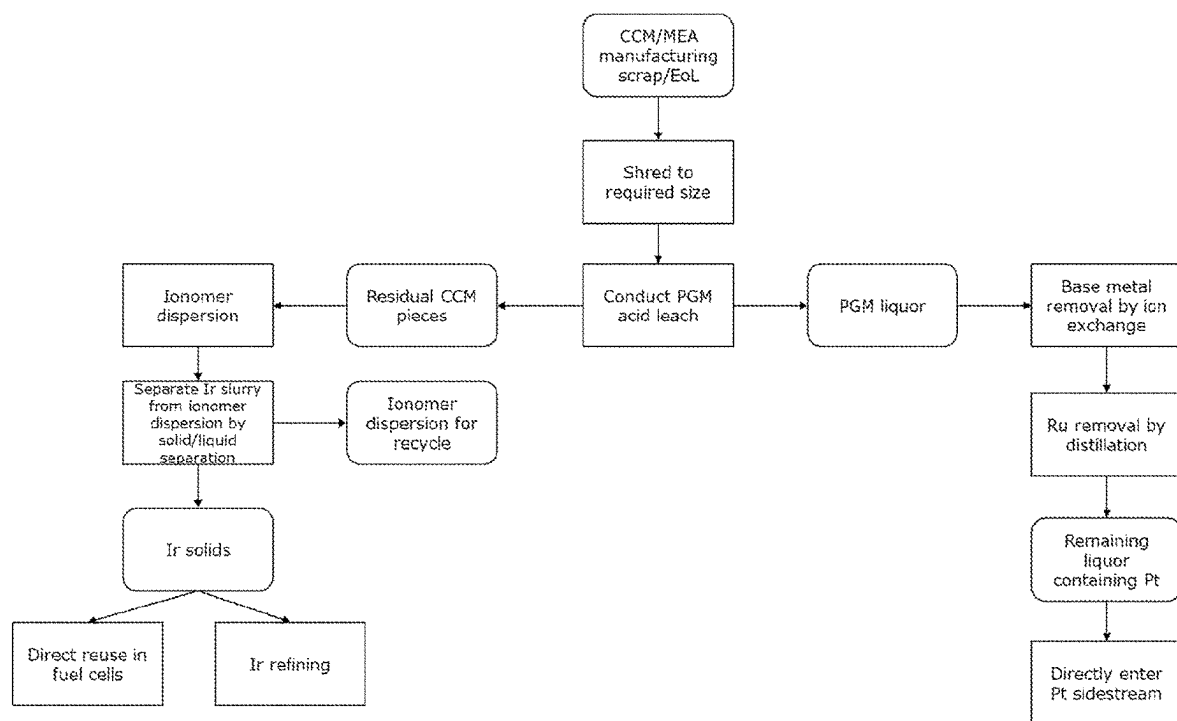 CCM/MEA
manufacturing
scrap/EoL
Shred to
required size
Ionomer
dispersion
Residual CCM
pieces
Conduct PGM
acid leach
PGM liquor
Base metal
removal by ion
exchange
Separate Ir slurry
from ionomer
dispersion by
solid/liquid
separation
Ionomer
dispersion for
recycle
Ru removal by
distillation
Ir solids
Remaining
liquor
containing Pt
Direct reuse in
fuel cells
Ir refining
Directly enter
Pt sidestream